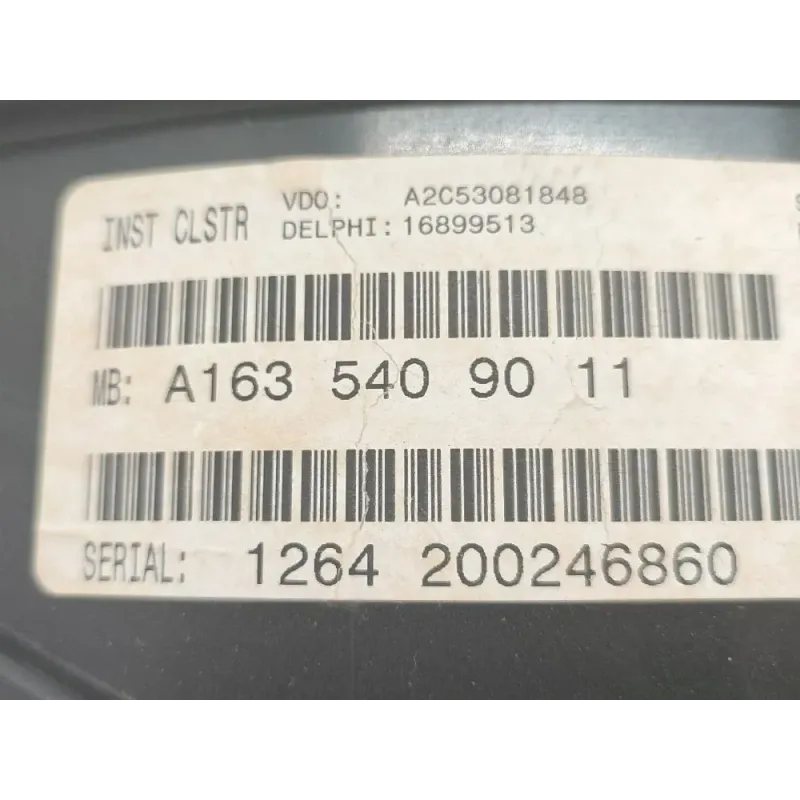 INST CLSTR
VDO: A2C53081848
DELPHI: 16899513
MB: A163 540 90 11
SERIAL: 1264 200246860